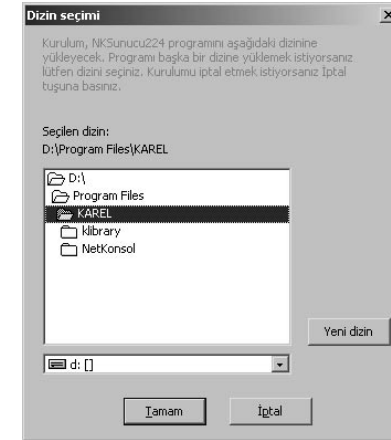 Dizin seçimi
Kurulum, NKSunucu224 programını aşağıdaki dizinine
yükleyecek. Programı başka bir dizine yüklemek istiyorsanız
lütfen dizini seçiniz. Kurulumu iptal etmek istiyorsanız İptal
tuşuna basınız.
Seçilen dizin:
D:\Program Files\KAREL
D:\
Program Files
KAREL
klibrary
NetKonsol
Yeni dizin
d: []
Tamam
İptal